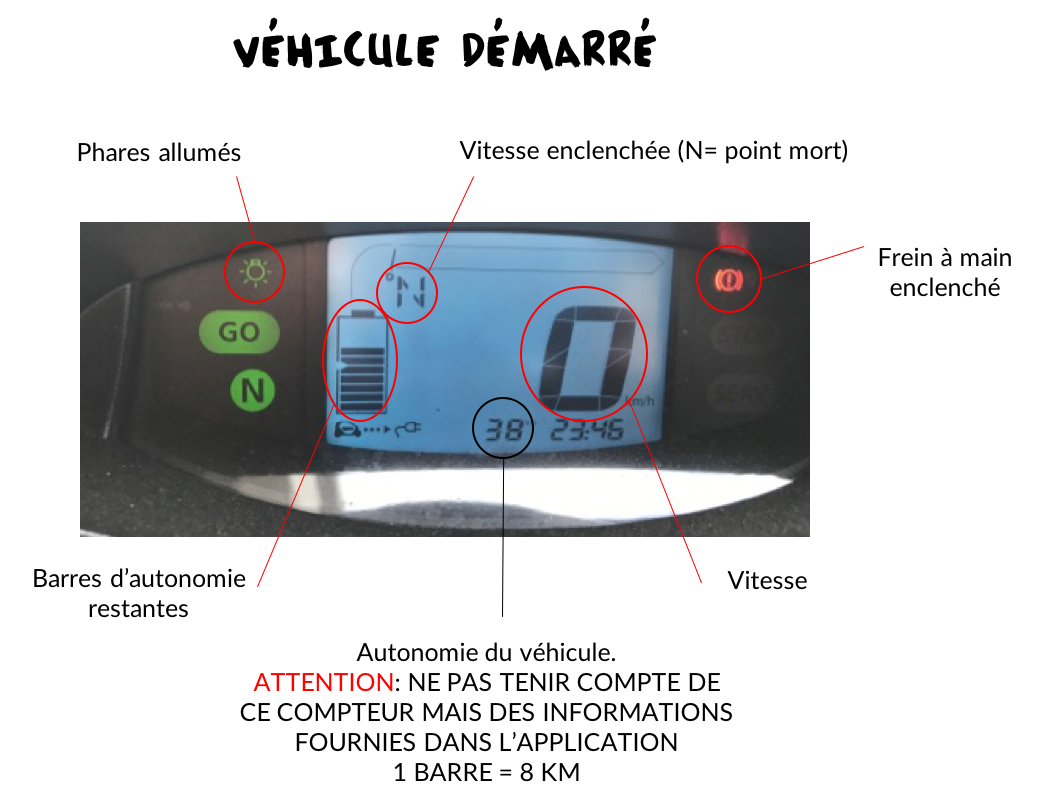 VÉHICULE DÉMARRÉ
Phares allumés
Vitesse enclenchée (N= point mort)
Frein à main
enclenché
N
GO
N
0
km/h
38
23:46
SERV
Barres d’autonomie
restantes
Vitesse
Autonomie du véhicule.
ATTENTION: NE PAS TENIR COMPTE DE
CE COMPTEUR MAIS DES INFORMATIONS
FOURNIES DANS L’APPLICATION
1 BARRE = 8 KM